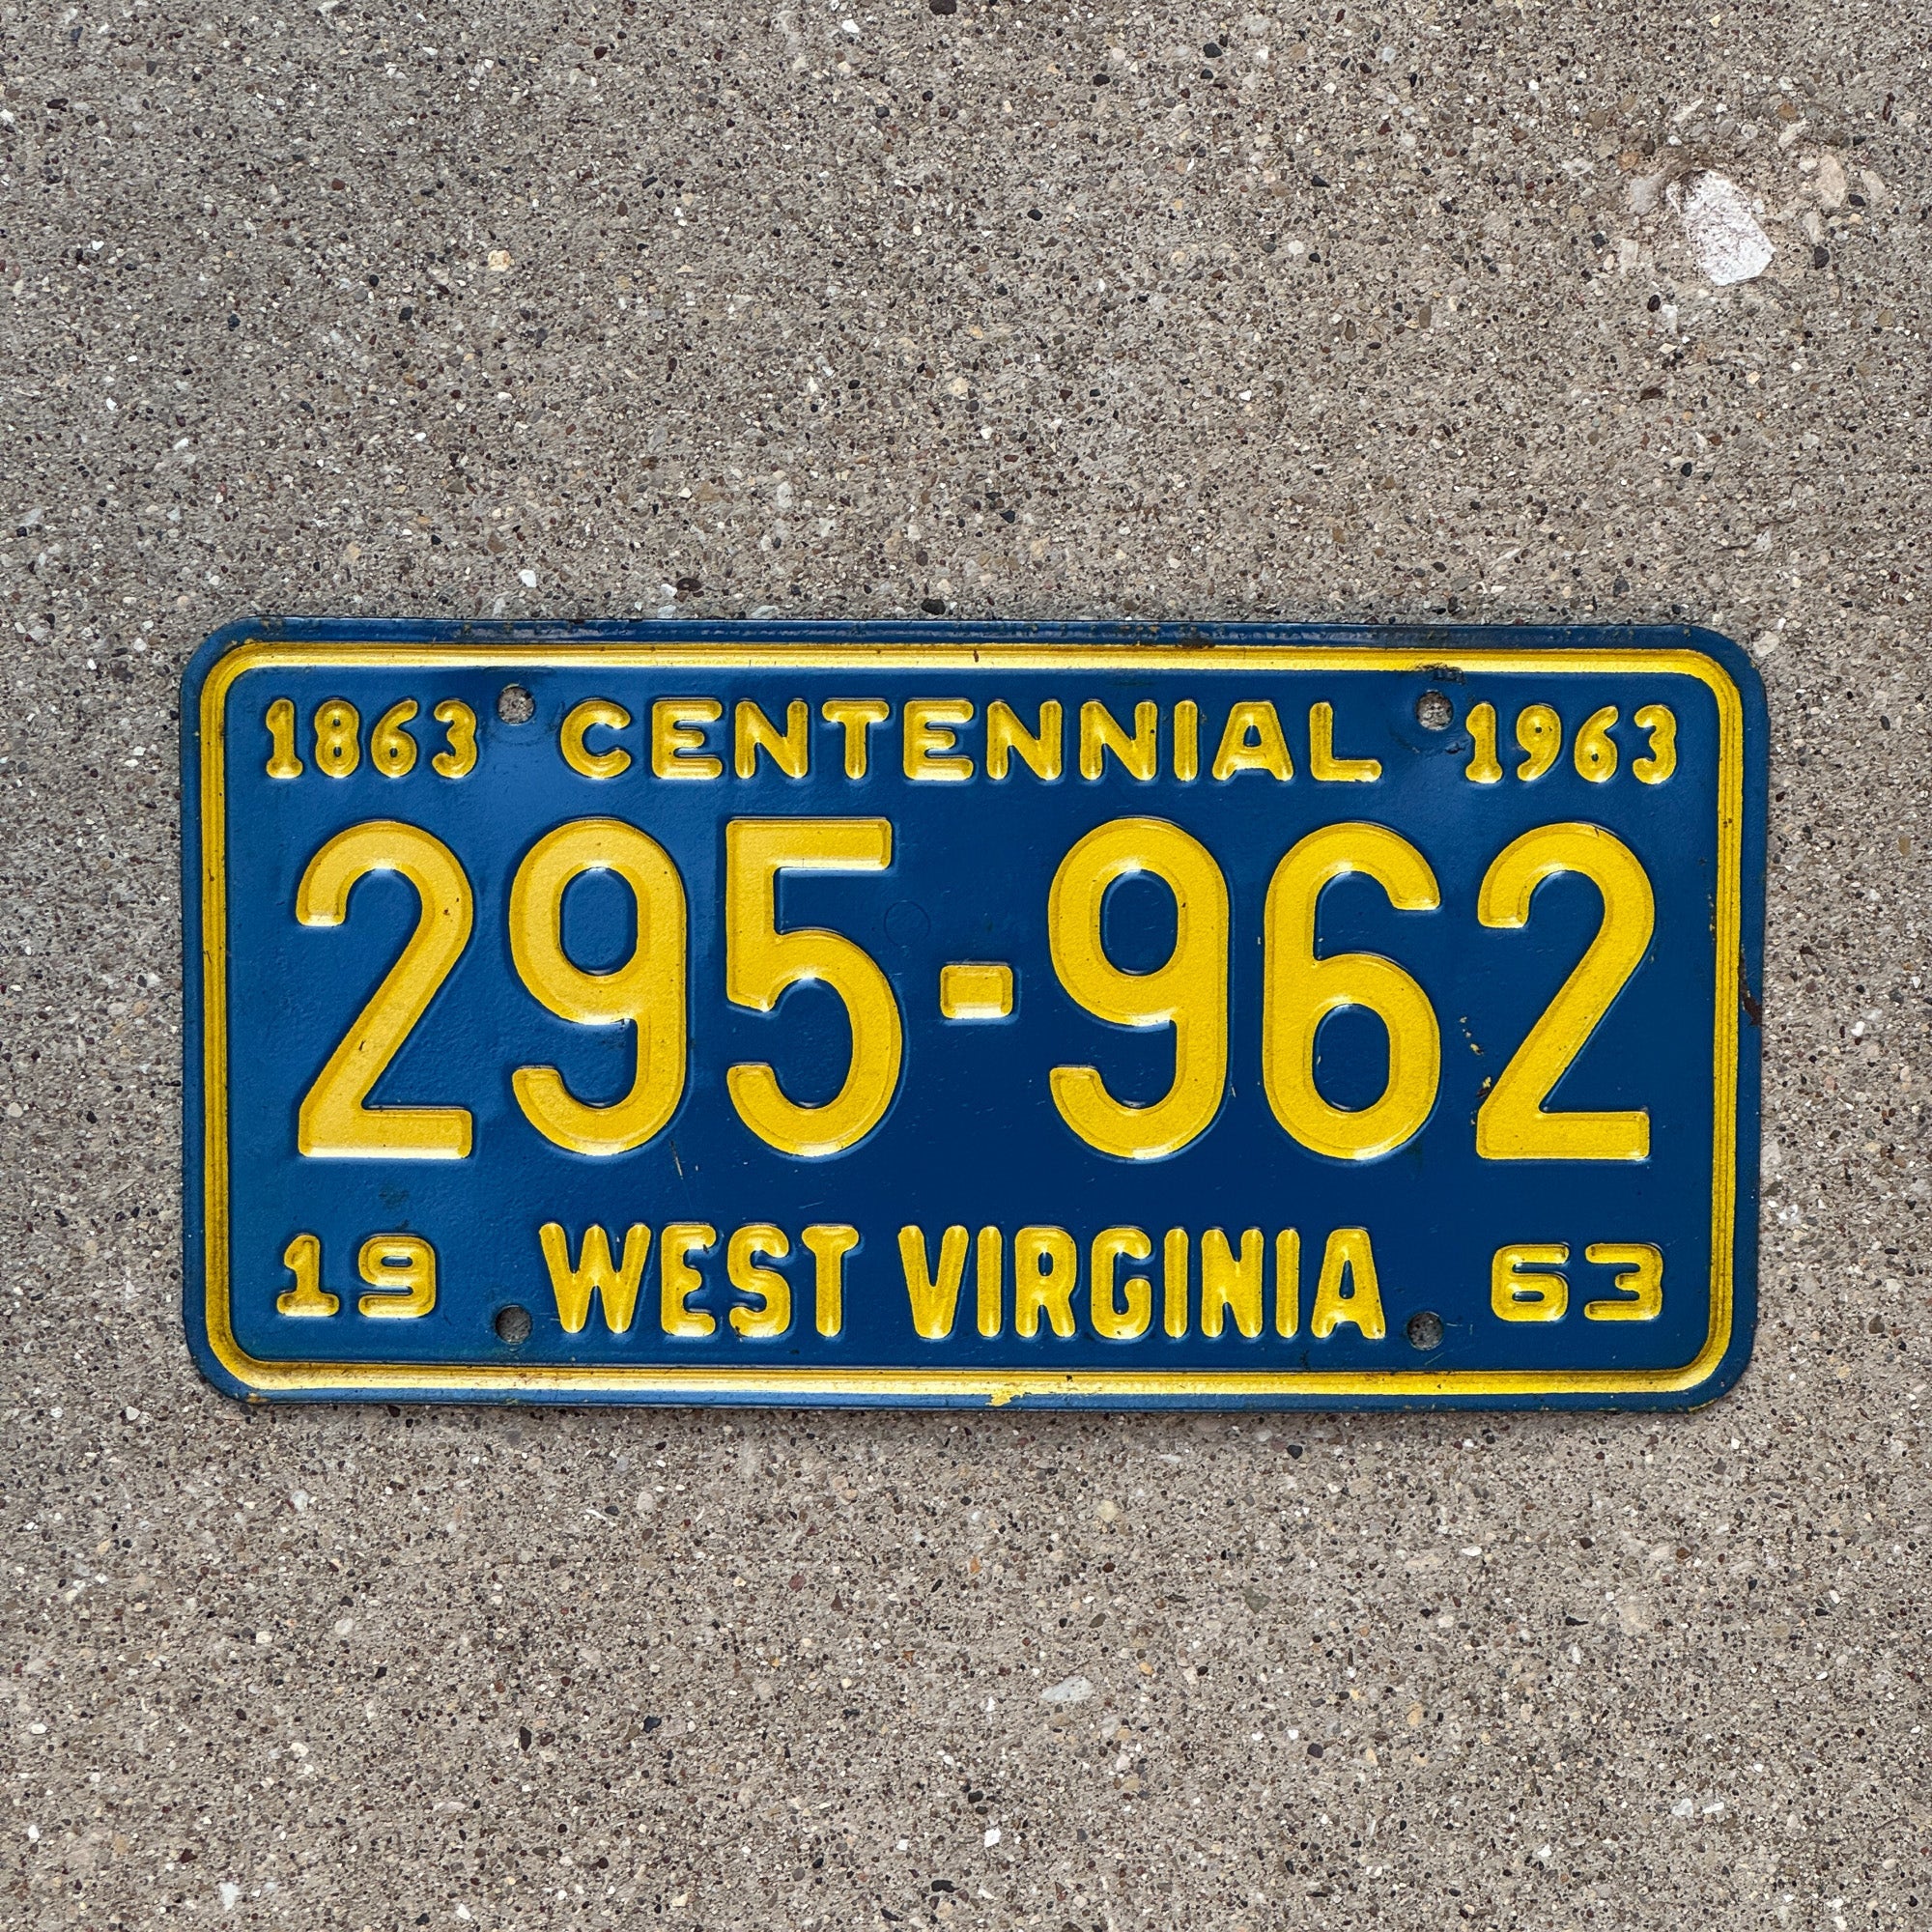 1863 CENTENNIAL 1963
295-962
19 WEST VIRGINIA 63